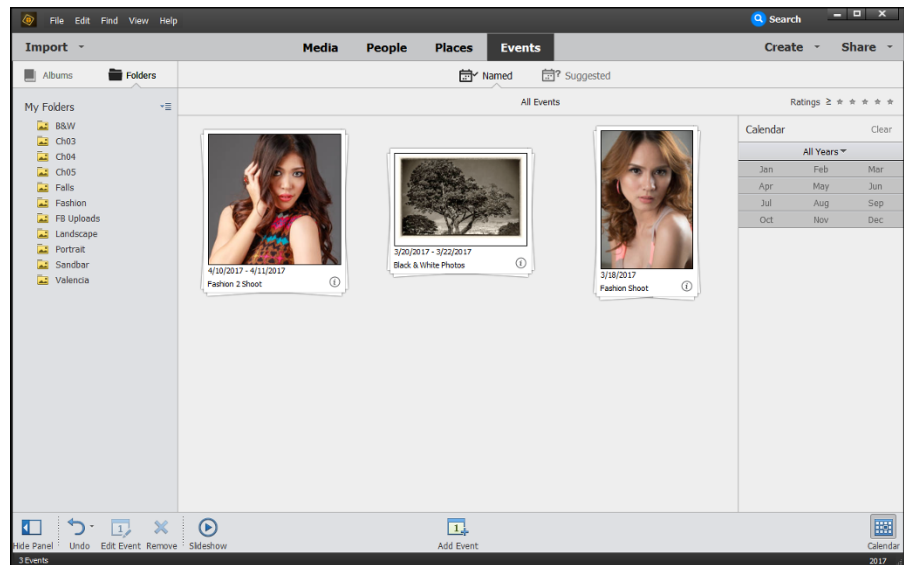 File Edit Find View Help Search
Import Media People Places Events Create Share
Albums Folders Named Suggested
My Folders All Events Ratings ≥
B&W
Ch03
Ch04
Ch05
Falls
Fashion
FB Uploads
Landscape
Portrait
Sandbar
Valencia
4/10/2017 - 4/11/2017
Fashion 2 Shoot
3/20/2017 - 3/22/2017
Black & White Photos
3/18/2017
Fashion Shoot
Calendar Clear
All Years
Jan Feb Mar
Apr May Jun
Jul Aug Sep
Oct Nov Dec
Hide Panel Undo Edit Event Remove Slideshow Add Event Calendar
3 Events 2017